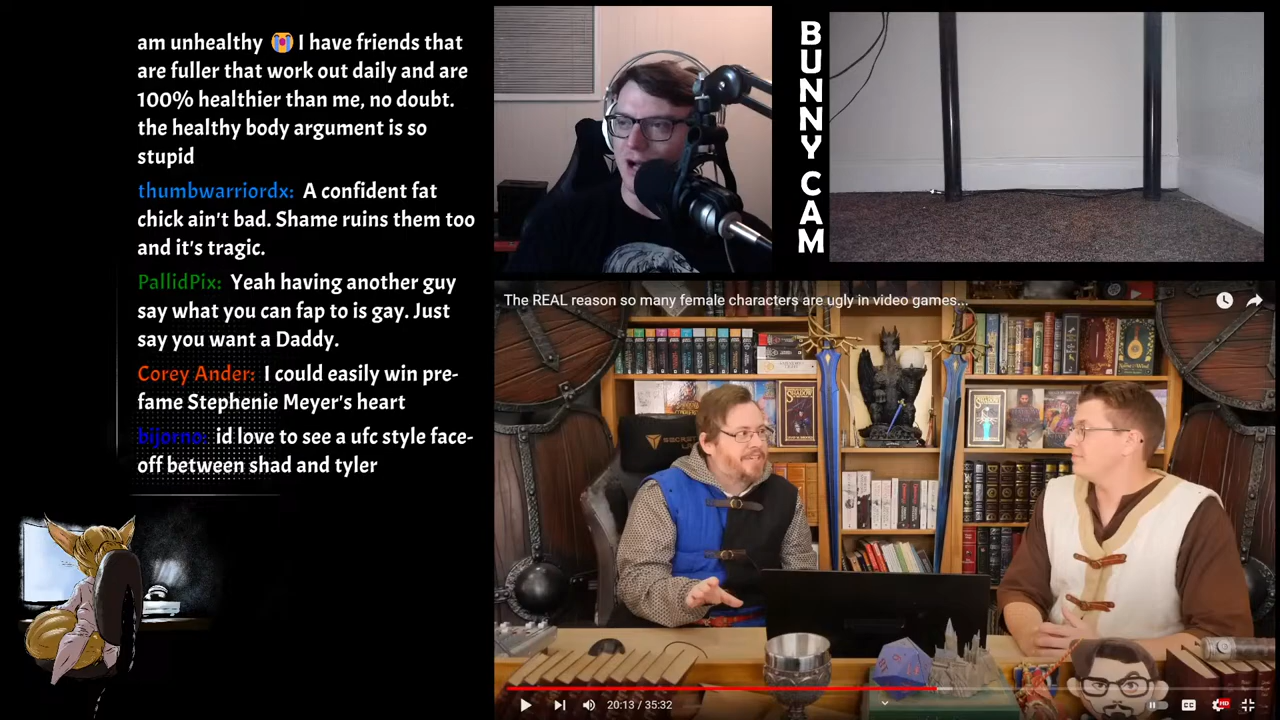 am unhealthy 😭 I have friends that
are fuller that work out daily and are
100% healthier than me, no doubt.
the healthy body argument is so
stupid
thumbwarriordx: A confident fat
chick ain't bad. Shame ruins them too
and it's tragic.
PallidPix: Yeah having another guy
say what you can fap to is gay. Just
say you want a Daddy.
Corey Ander: I could easily win pre-
fame Stephenie Meyer's heart
bijorno: id love to see a ufc style face-
off between shad and tyler
BUNNY CAM
The REAL reason so many female characters are ugly in video games...
20:13 / 35:32
CC
HD